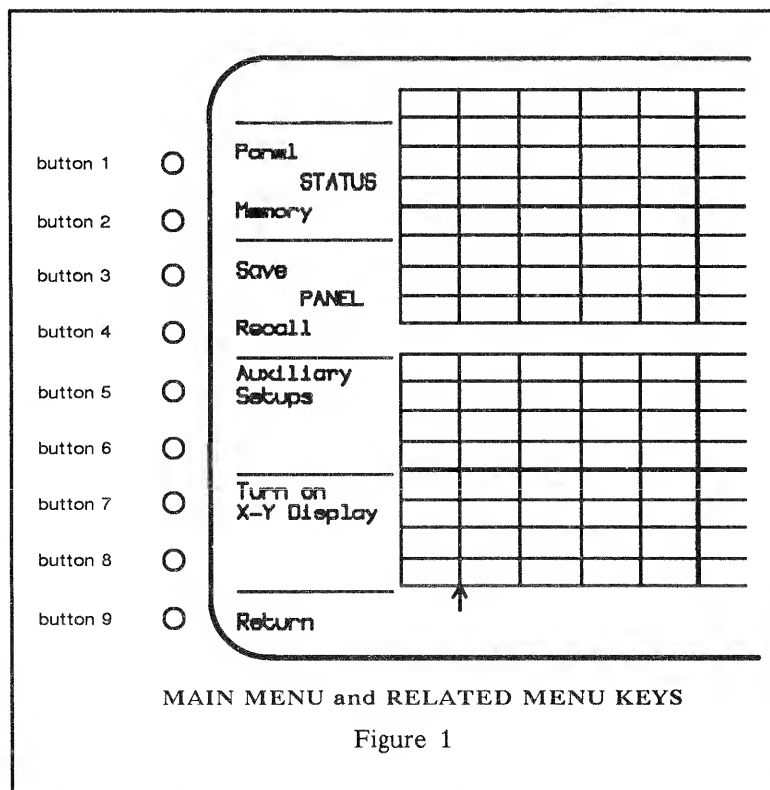 button 1
Panel
STATUS
button 2
Memory
button 3
Save
PANEL
button 4
Recall
Auxiliary
button 5
Setups
button 6
Turn on
button 7
X-Y Display
button 8
button 9
Return
MAIN MENU and RELATED MENU KEYS
Figure 1